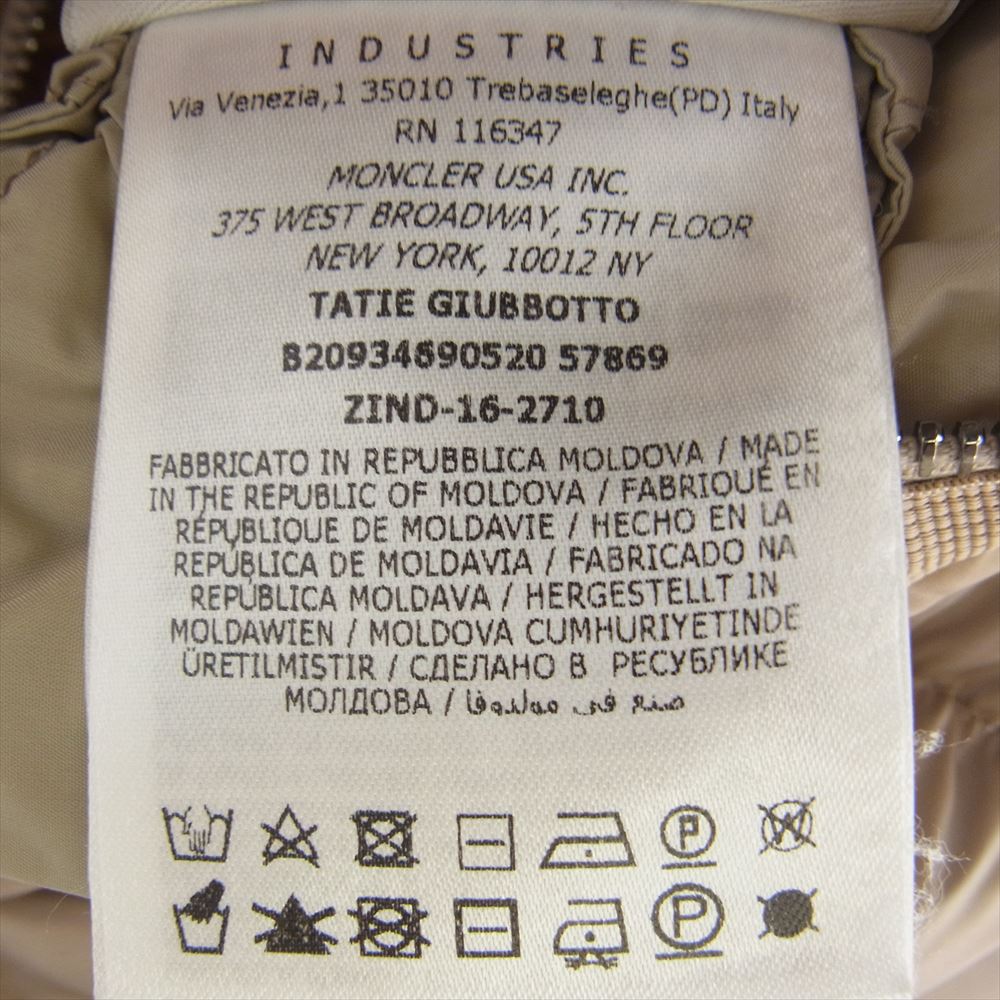 INDUSTRIES
Via Venezia,1 35010 Trebaseleghe(PD) Italy
RN 116347
MONCLER USA INC.
375 WEST BROADWAY, 5TH FLOOR
NEW YORK, 10012 NY
TATIE GIUBBOTTO
B20934690520 57869
ZIND-16-2710
FABBRICATO IN REPUBBLICA MOLDOVA / MADE
IN THE REPUBLIC OF MOLDOVA / FABRIQUÉ EN
RÉPUBLIQUE DE MOLDAVIE / HECHO EN LA
REPÚBLICA DE MOLDAVIA / FABRICADO NA
REPÚBLICA MOLDAVA / HERGESTELLT IN
MOLDAWIEN / MOLDOVA CUMHURIYETINDE
ÜRETILMISTIR / СДЕЛАНО В РЕСУБЛИКЕ
МОЛДОВА / صنع في مولدوفا
P W
P